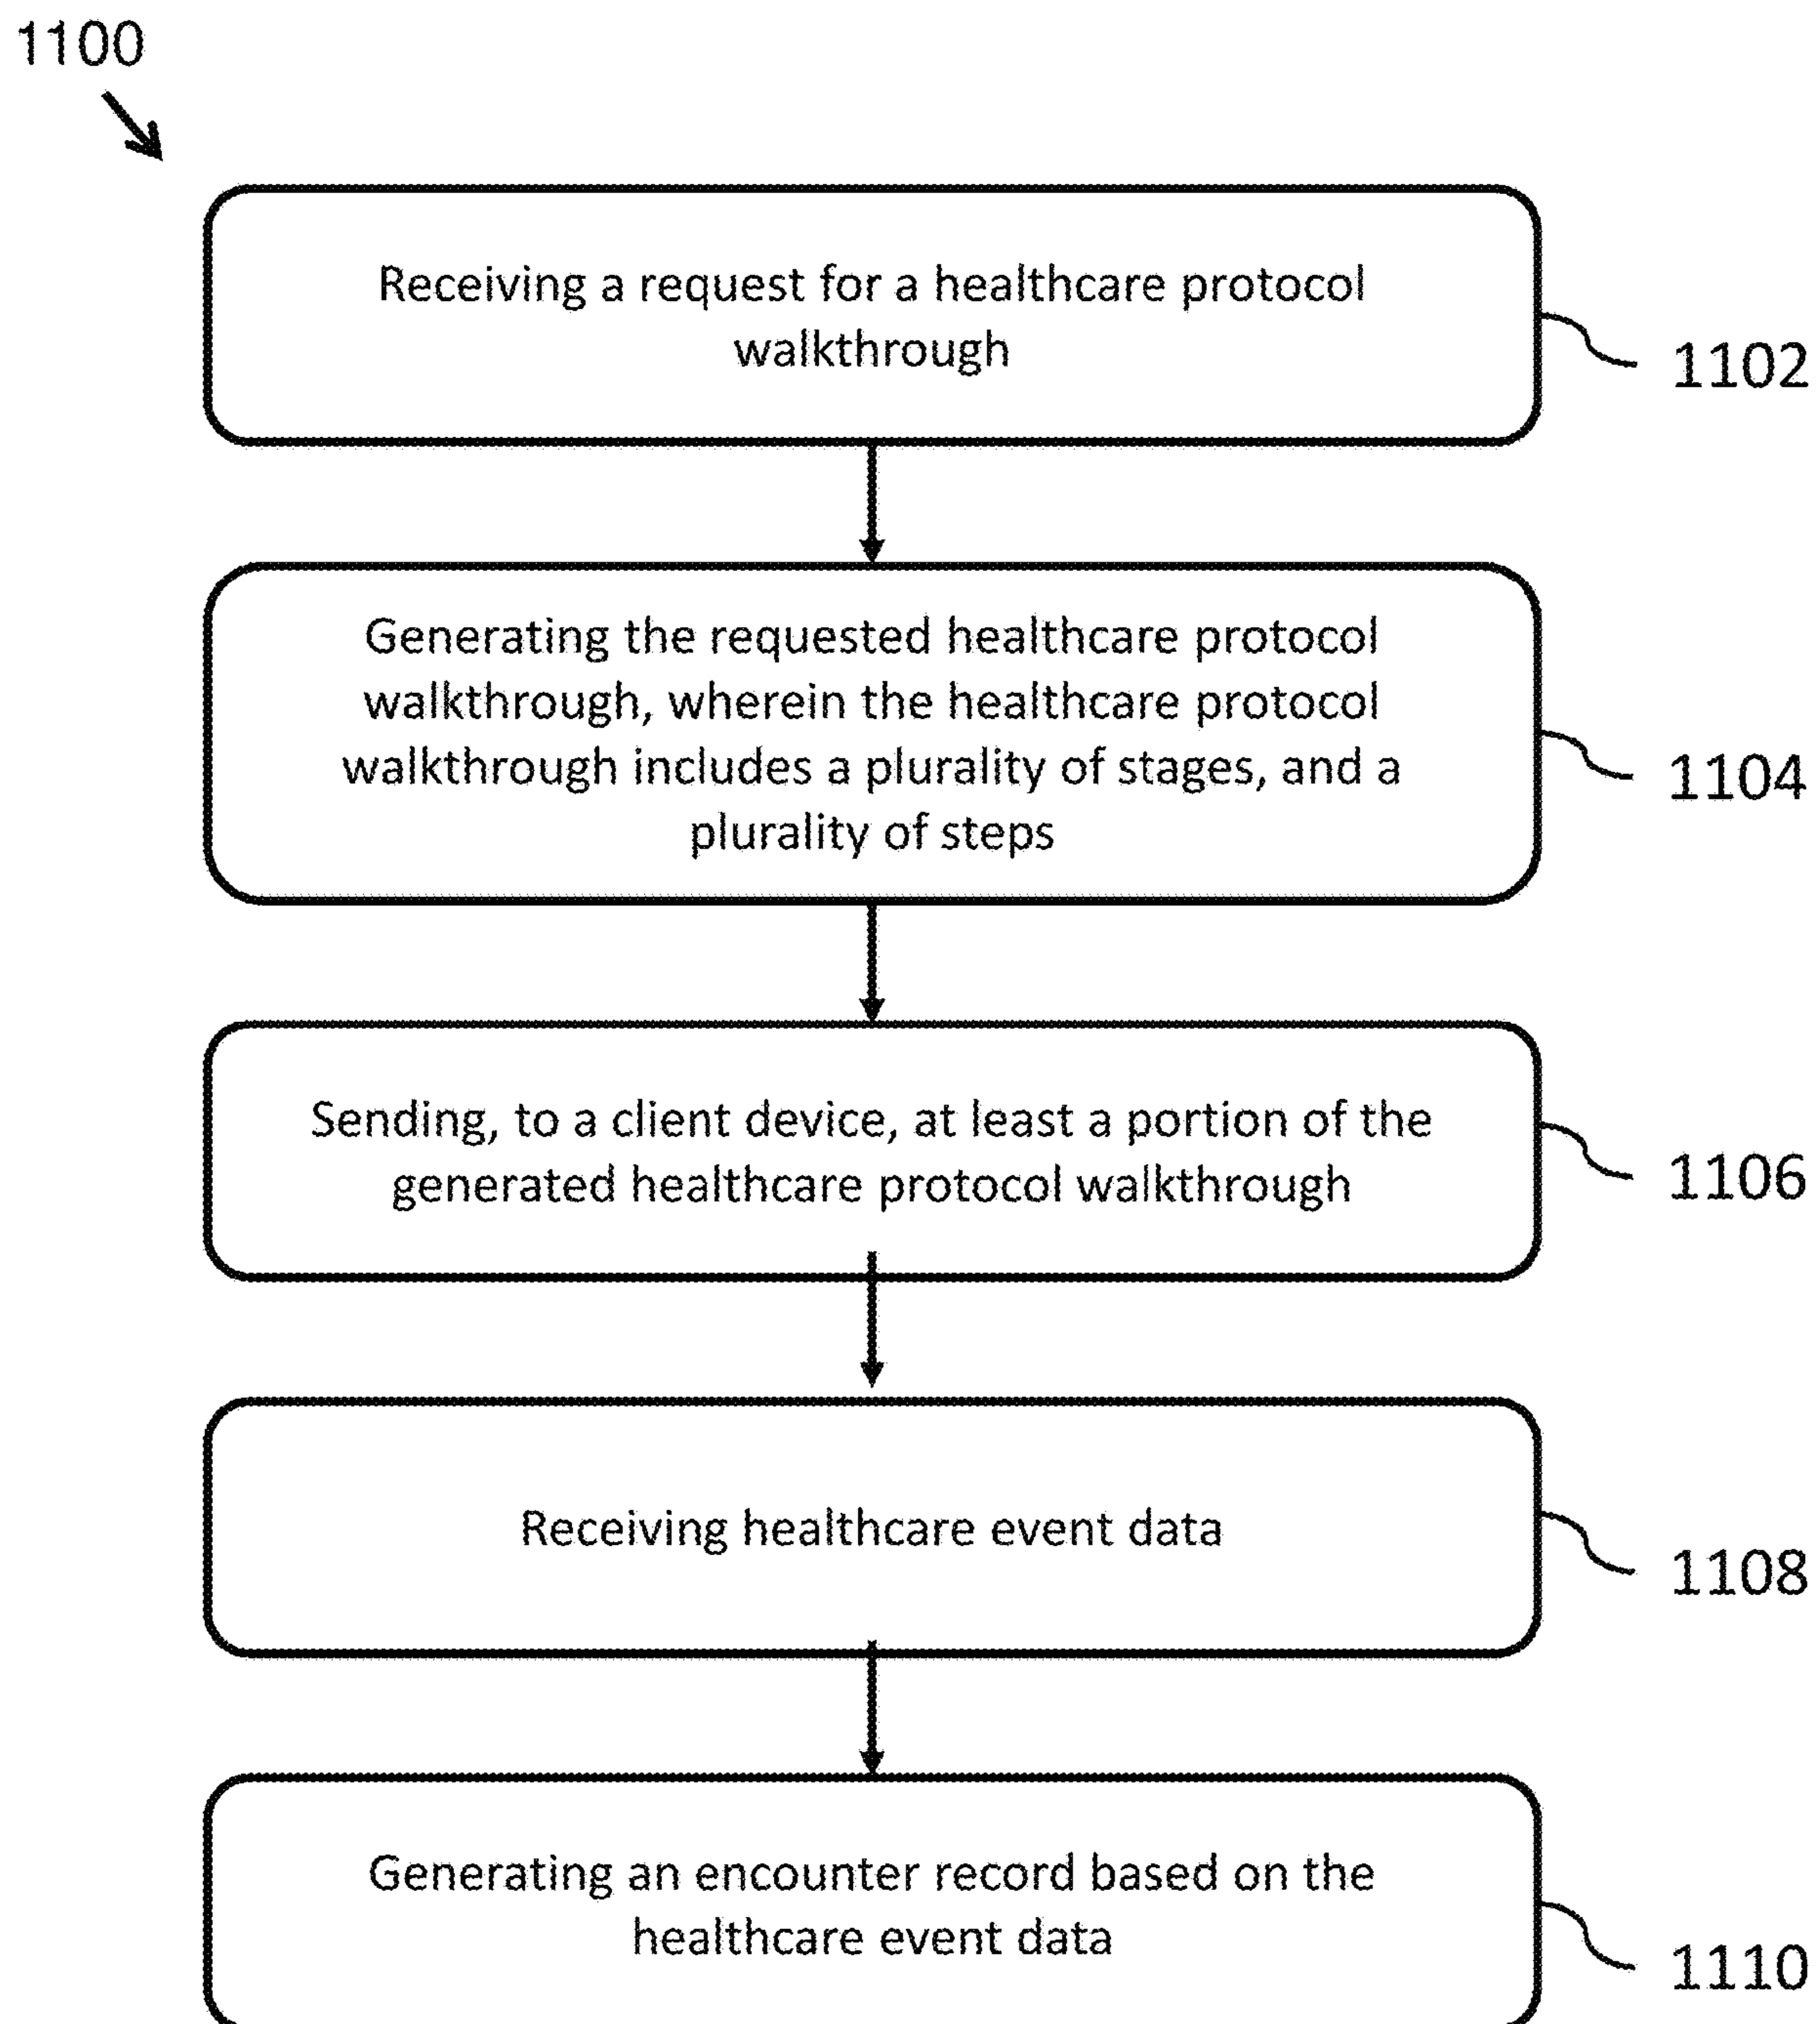 1100
Receiving a request for a healthcare protocol
walkthrough
1102
Generating the requested healthcare protocol
walkthrough, wherein the healthcare protocol
walkthrough includes a plurality of stages, and a
plurality of steps
1104
Sending, to a client device, at least a portion of the
generated healthcare protocol walkthrough
1106
Receiving healthcare event data
1108
Generating an encounter record based on the
healthcare event data
1110